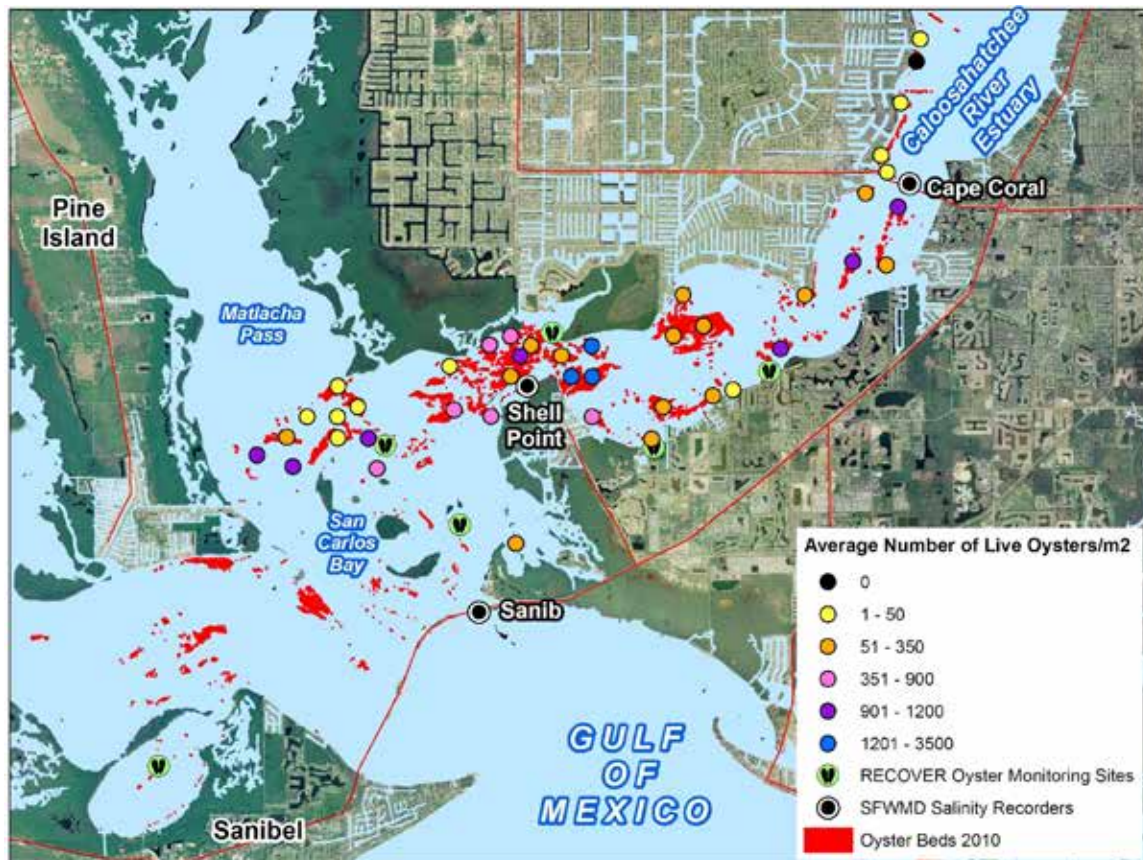 Caloosahatchee
River
Estuary
Cape Coral
Pine
Island
Matlacha
Pass
Shell
Point
San
Carlos
Bay
Sanib
GULF
OF
MEXICO
Sanibel
Average Number of Live Oysters/m2
0
1 - 50
51 - 350
351 - 900
901 - 1200
1201 - 3500
RECOVER Oyster Monitoring Sites
SFWMD Salinity Recorders
Oyster Beds 2010